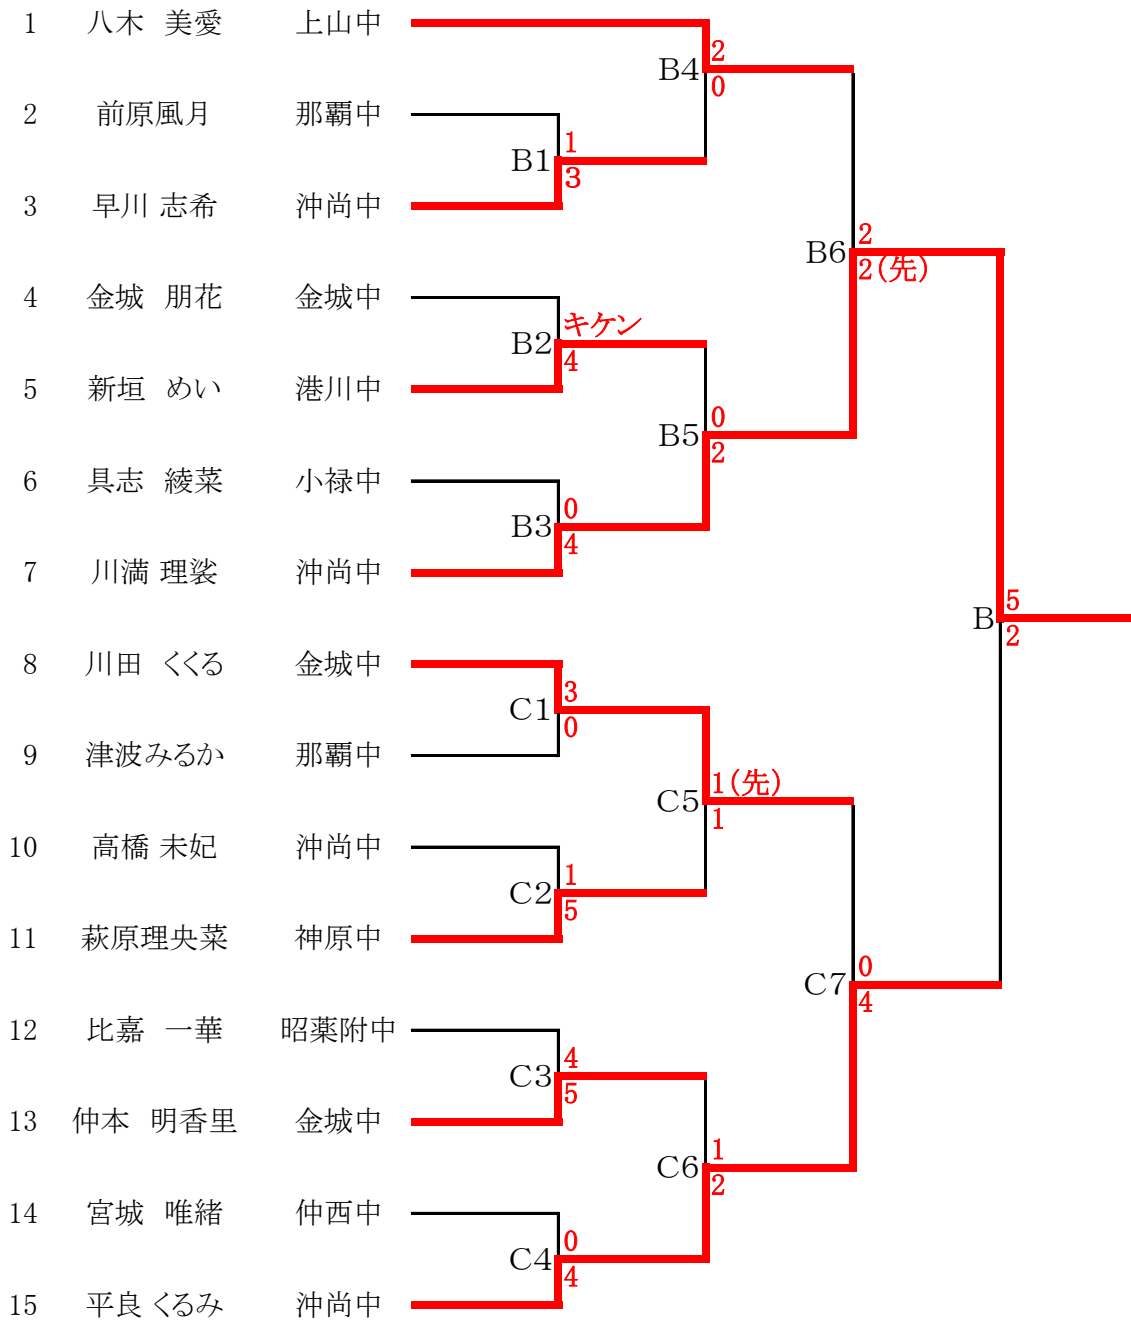 1 八木 美愛 上山中
2
B4
0
2 前原風月 那覇中
1
B1
3
3 早川 志希 沖尚中
2
B6
2(先)
4 金城 朋花 金城中
キケン
B2
4
5 新垣 めい 港川中
0
B5
2
6 具志 綾菜 小禄中
0
B3
4
7 川満 理裟 沖尚中
5
B
2
8 川田 くくる 金城中
3
C1
0
9 津波みるか 那覇中
1(先)
C5
1
10 高橋 未妃 沖尚中
1
C2
5
11 萩原理央菜 神原中
0
C7
4
12 比嘉 一華 昭薬附中
4
C3
5
13 仲本 明香里 金城中
1
C6
2
14 宮城 唯緒 仲西中
0
C4
4
15 平良 くるみ 沖尚中